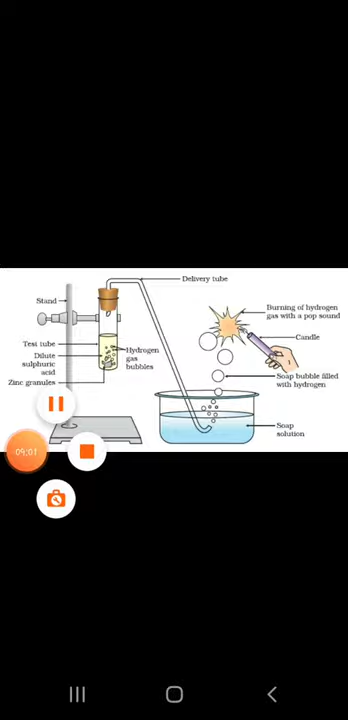 Delivery tube
Burning of hydrogen
gas with a pop sound
Stand
Candle
Test tube
Dilute
sulphuric
acid
Zinc granules
Hydrogen
gas
bubbles
Soap bubble filled
with hydrogen
Soap
solution
09:01